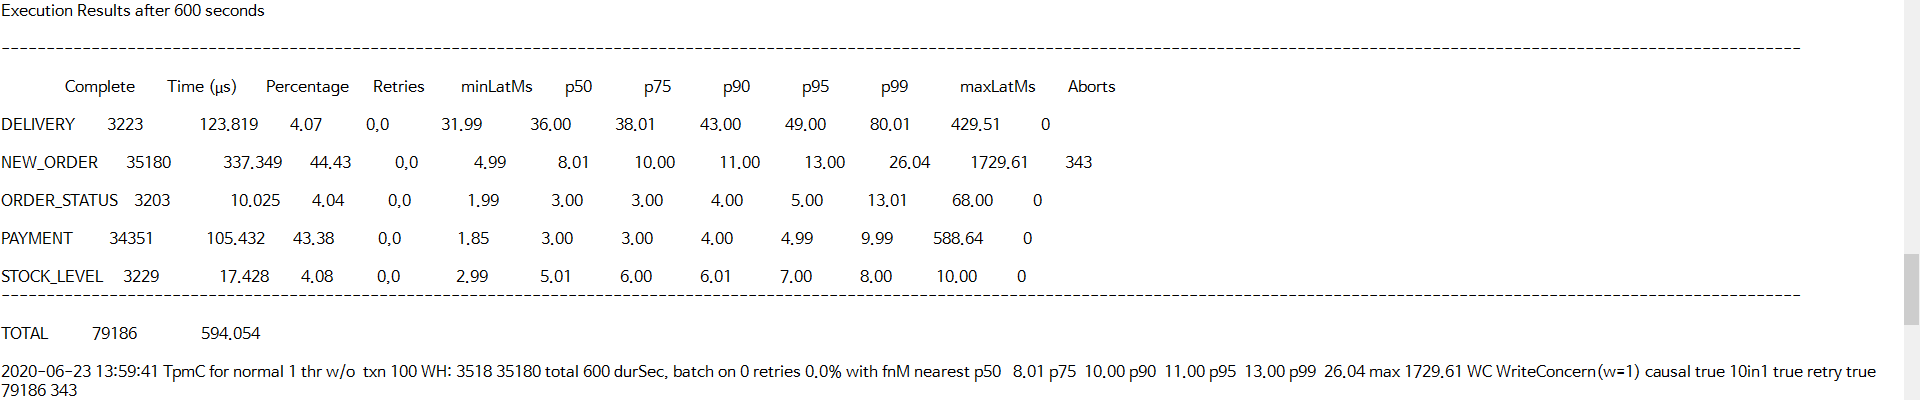 Execution Results after 600 seconds
Complete Time (µs) Percentage Retries minLatMs p50 p75 p90 p95 p99 maxLatMs Aborts
DELIVERY 3223 123.819 4.07 0,0 31.99 36.00 38.01 43.00 49.00 80.01 429.51 0
NEW_ORDER 35180 337.349 44.43 0,0 4.99 8.01 10.00 11.00 13.00 26.04 1729.61 343
ORDER_STATUS 3203 10.025 4.04 0,0 1.99 3.00 3.00 4.00 5.00 13.01 68.00 0
PAYMENT 34351 105.432 43.38 0,0 1.85 3.00 3.00 4.00 4.99 9.99 588.64 0
STOCK_LEVEL 3229 17.428 4.08 0,0 2.99 5.01 6.00 6.01 7.00 8.00 10.00 0
TOTAL 79186 594.054
2020-06-23 13:59:41 TpmC for normal 1 thr w/o txn 100 WH: 3518 35180 total 600 durSec, batch on 0 retries 0.0% with fnM nearest p50 8.01 p75 10.00 p90 11.00 p95 13.00 p99 26.04 max 1729.61 WC WriteConcern(w=1) causal true 10in1 true retry true
79186 343